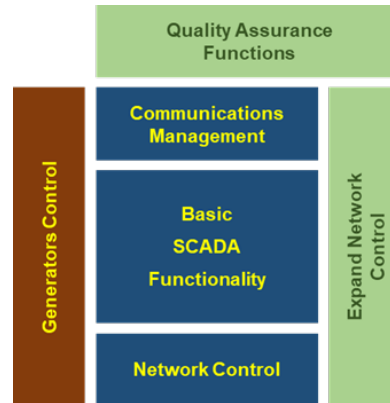 Quality Assurance
Functions
Generators Control
Communications
Management
Basic
SCADA
Functionality
Network Control
Expand Network
Control